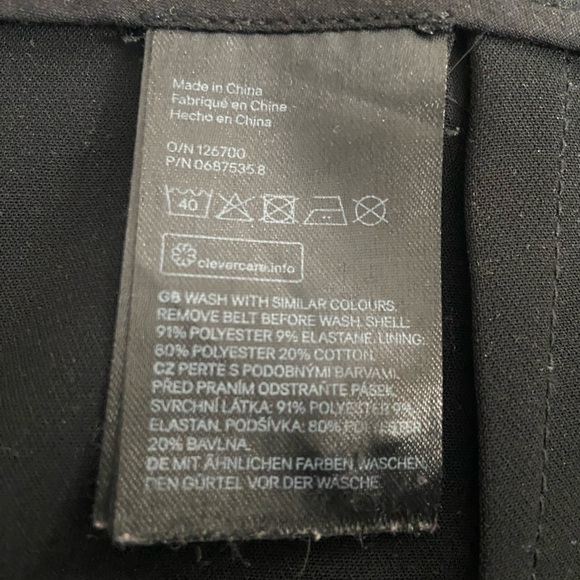 Made in China
Fabriqué en Chine
Hecho en China
O/N 126700
P/N 0687535.8
40
clevercare.info
GB WASH WITH SIMILAR COLOURS.
REMOVE BELT BEFORE WASH. SHELL:
91% POLYESTER 9% ELASTANE. LINING:
80% POLYESTER 20% COTTON.
CZ PERTE S PODOBNÝMI BARVAMI.
PŘED PRANÍM ODSTRAŇTE PÁSEK.
SVRCHNÍ LÁTKA: 91% POLYESTER 9%
ELASTAN. PODŠÍVKA: 80% POLYESTER
20% BAVLNA.
DE MIT ÄHNLICHEN FARBEN WASCHEN.
DEN GÜRTEL VOR DER WÄSCHE